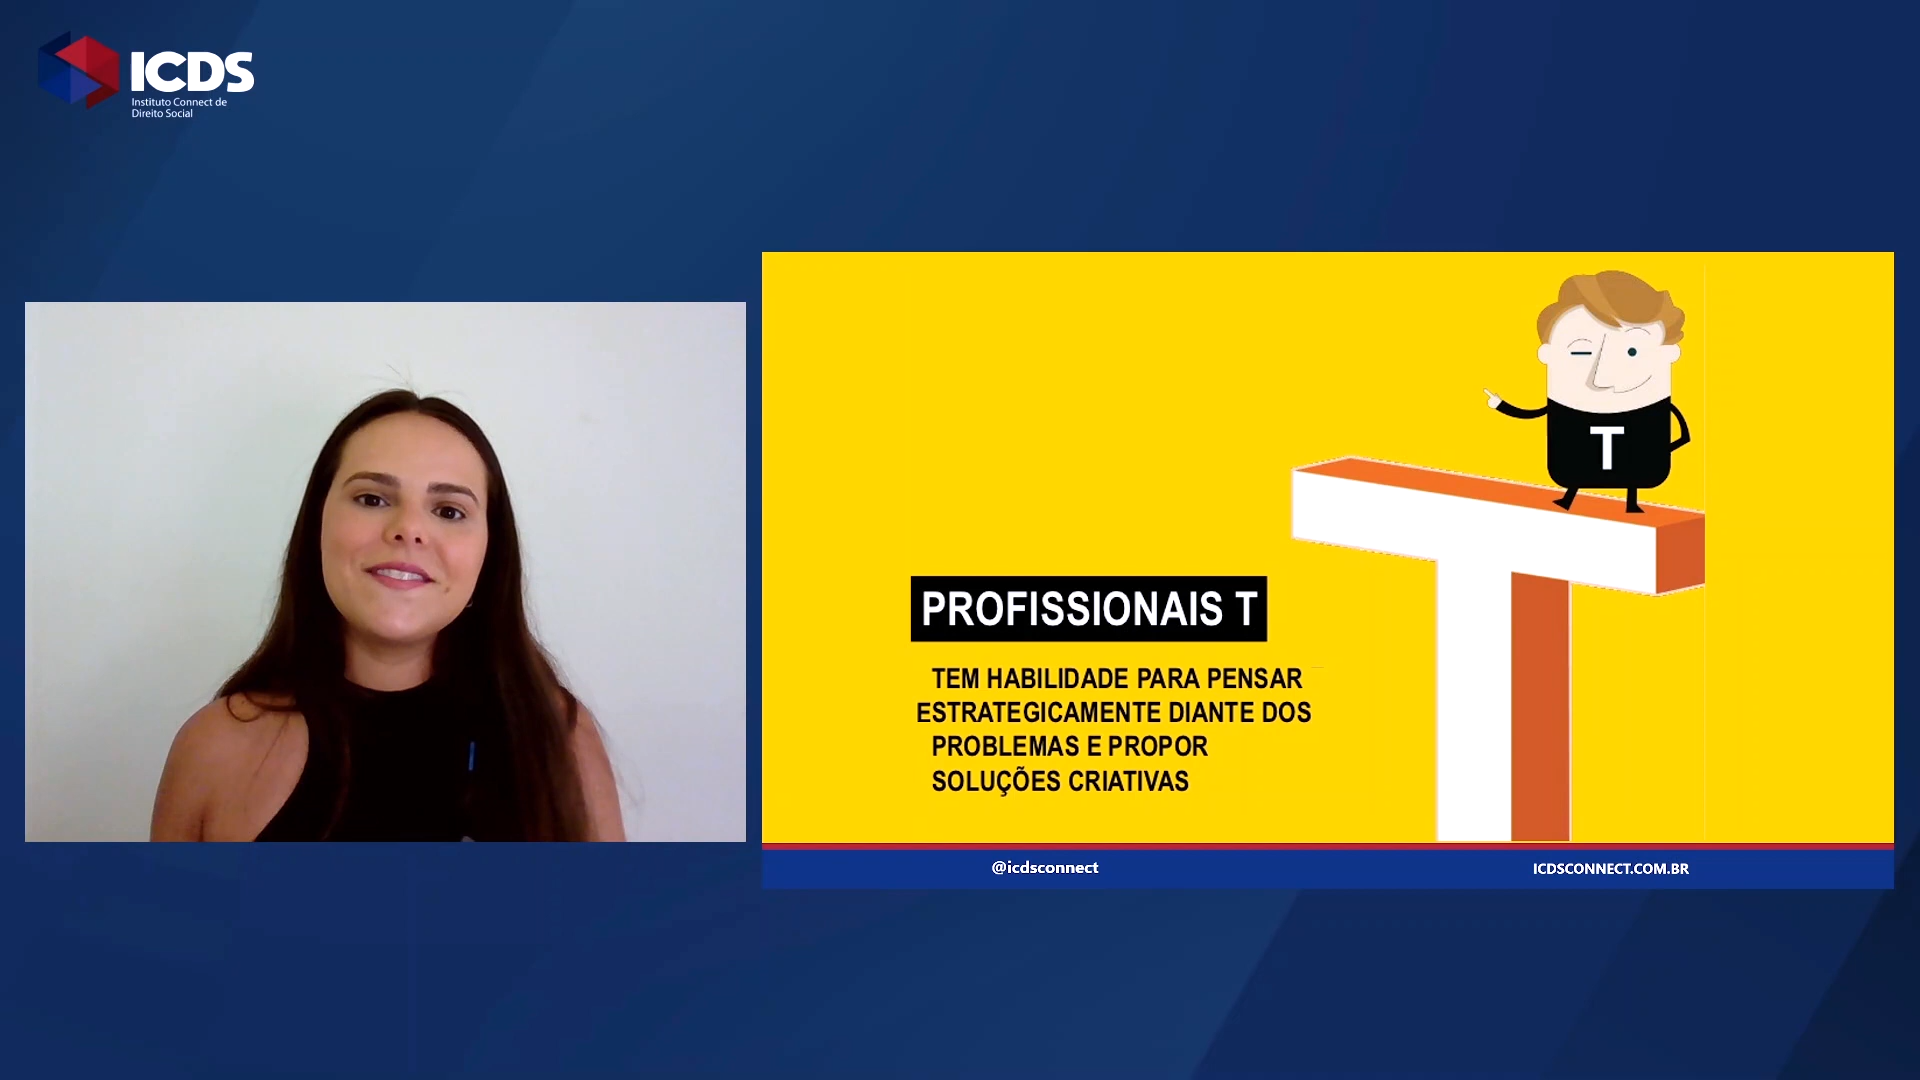 ICDS
Instituto Connect de
Direito Social
T
PROFISSIONAIS T
TEM HABILIDADE PARA PENSAR
ESTRATEGICAMENTE DIANTE DOS
PROBLEMAS E PROPOR
SOLUÇÕES CRIATIVAS
@icdsconnect
ICDSCONNECT.COM.BR